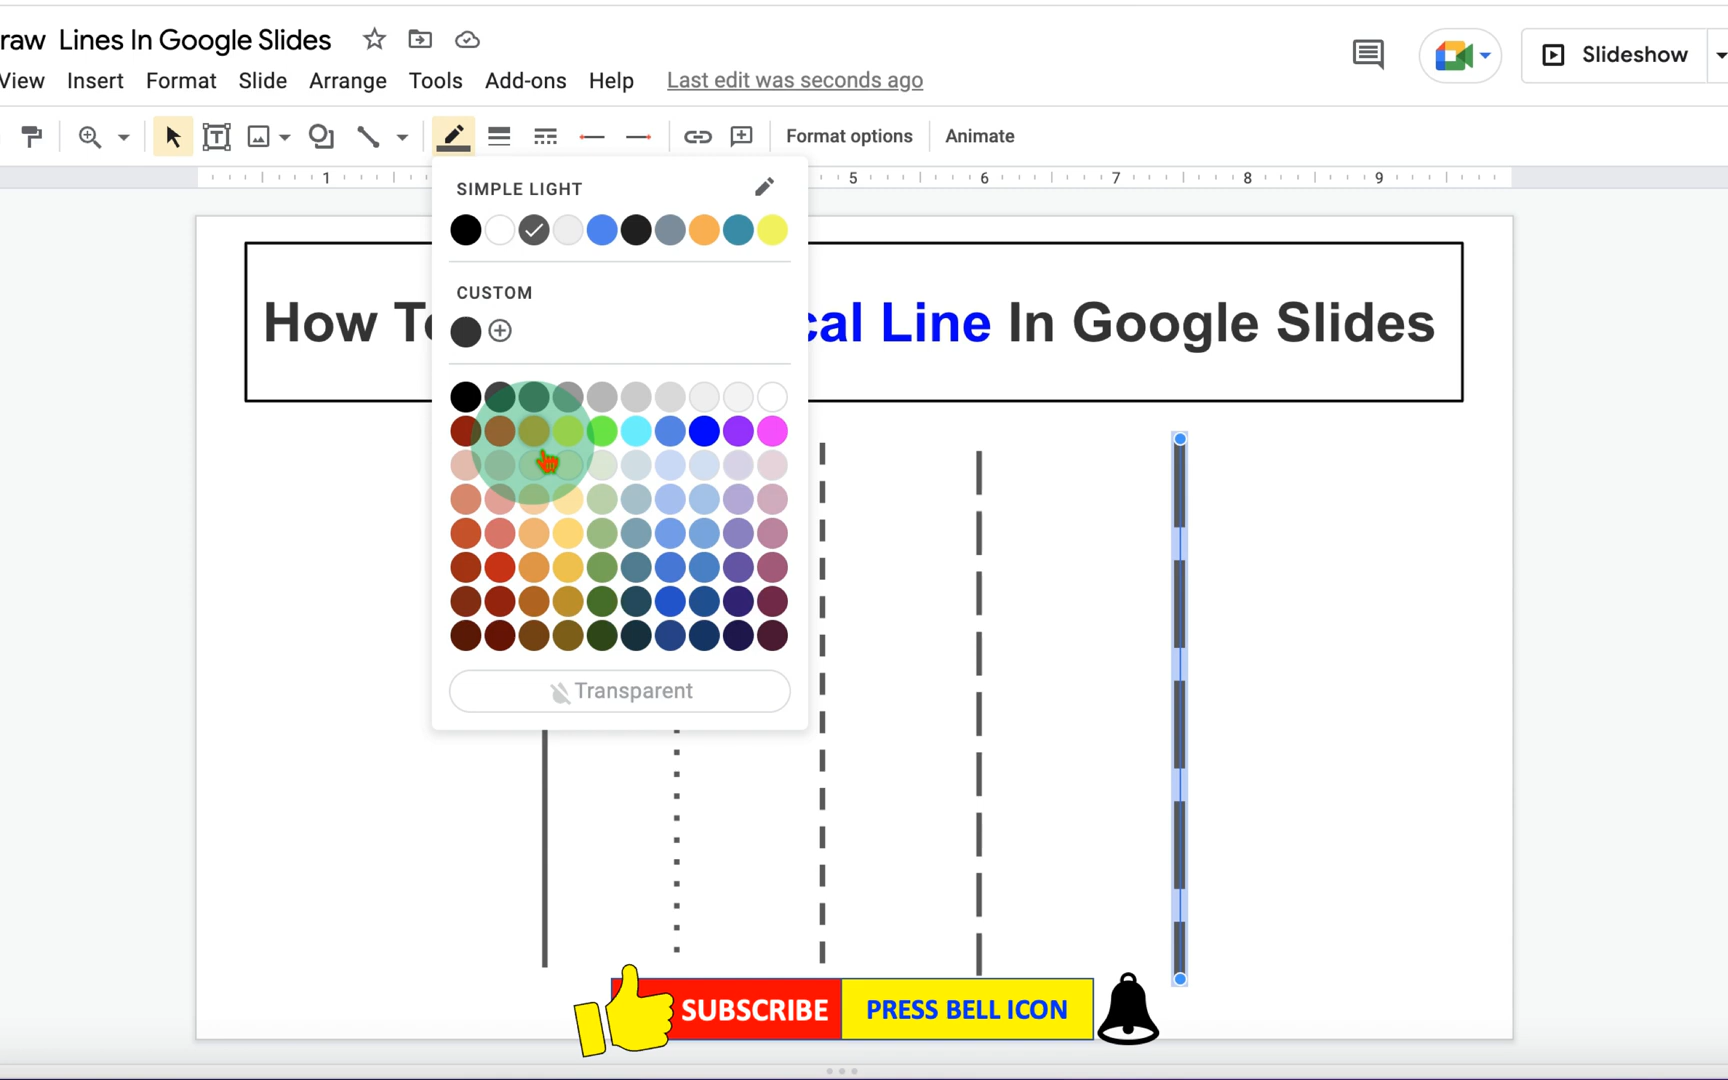 raw Lines In Google Slides
View Insert Format Slide Arrange Tools Add-ons Help Last edit was seconds ago
Slideshow
Format options Animate
1 5 6 7 8 9
SIMPLE LIGHT
CUSTOM
How To cal Line In Google Slides
Transparent
SUBSCRIBE PRESS BELL ICON